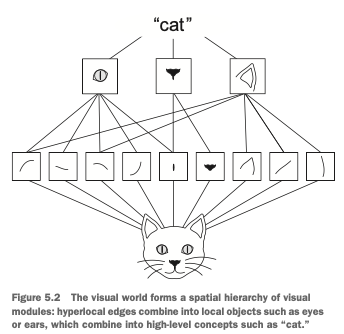 “cat”
Figure 5.2 The visual world forms a spatial hierarchy of visual
modules: hyperlocal edges combine into local objects such as eyes
or ears, which combine into high-level concepts such as “cat.”